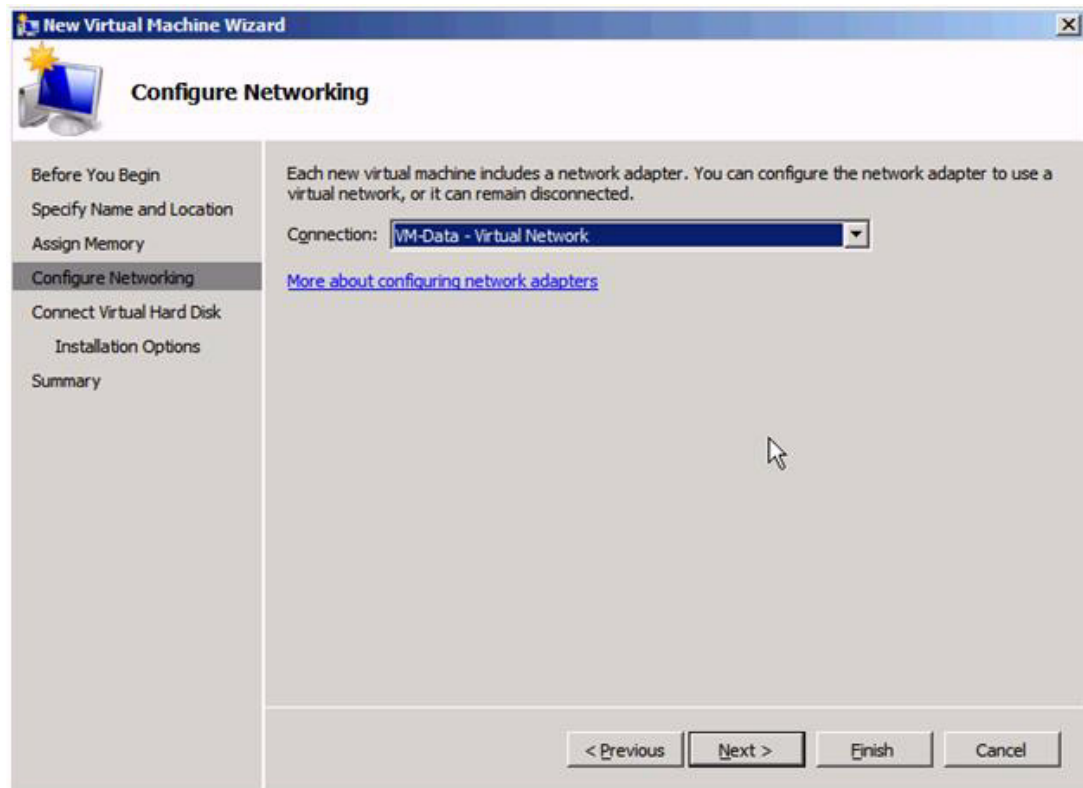 New Virtual Machine Wizard
Configure Networking
Before You Begin
Specify Name and Location
Assign Memory
Configure Networking
Connect Virtual Hard Disk
Installation Options
Summary
Each new virtual machine includes a network adapter. You can configure the network adapter to use a
virtual network, or it can remain disconnected.
Connection: VM-Data - Virtual Network
More about configuring network adapters
< Previous Next > Finish Cancel